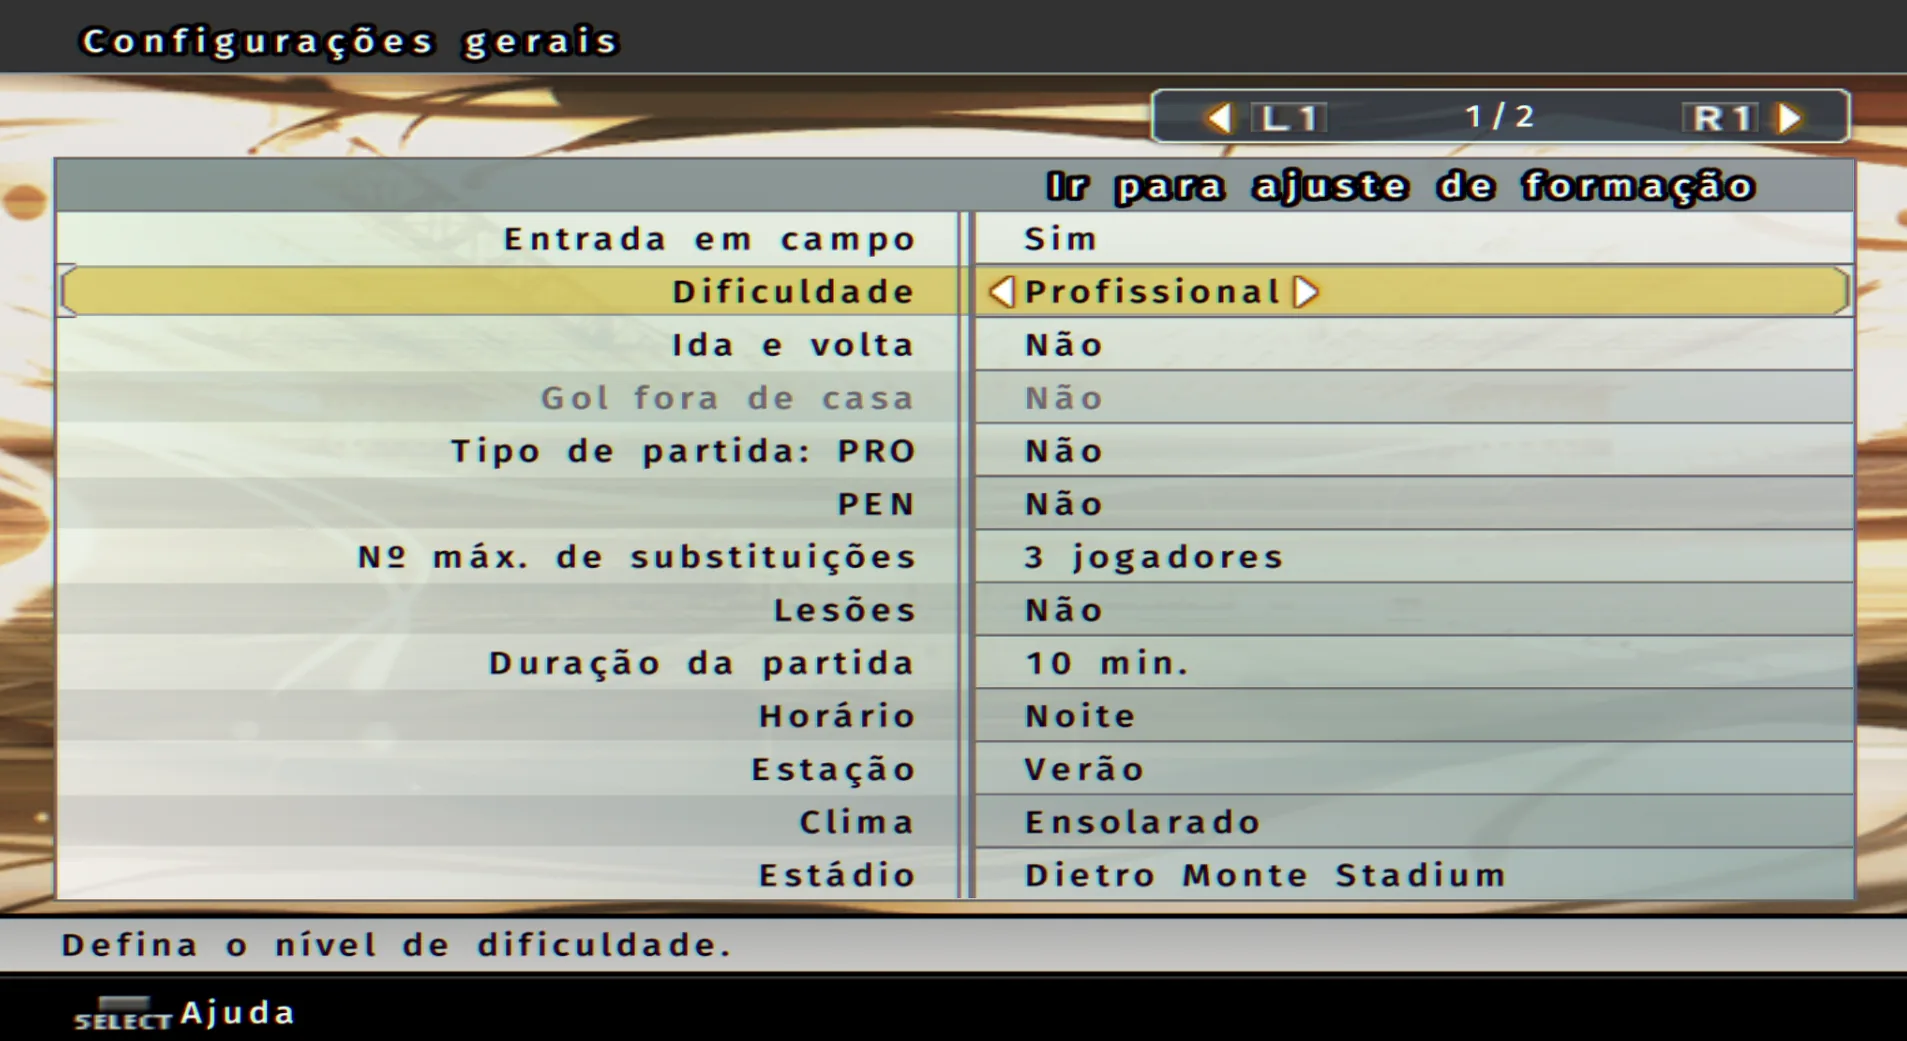 Configurações gerais
L1 1/2 R1
Ir para ajuste de formação
Entrada em campo Sim
Dificuldade Profissional
Ida e volta Não
Gol fora de casa Não
Tipo de partida: PRO Não
PEN Não
Nº máx. de substituições 3 jogadores
Lesões Não
Duração da partida 10 min.
Horário Noite
Estação Verão
Clima Ensolarado
Estádio Dietro Monte Stadium
Defina o nível de dificuldade.
SELECT Ajuda